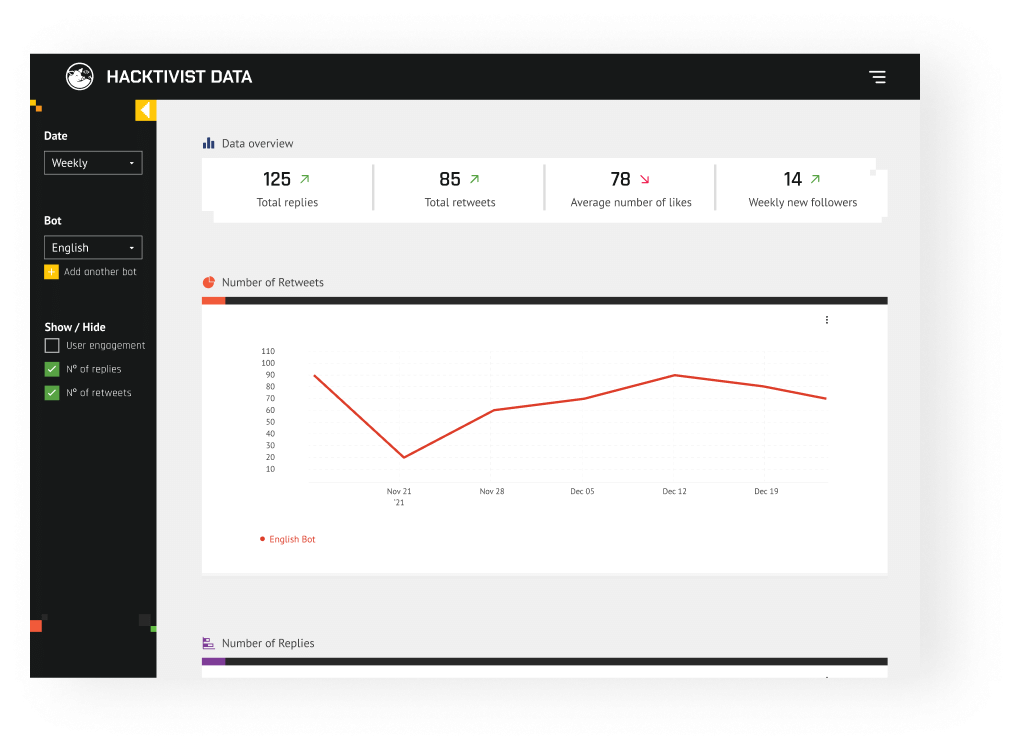 HACKTIVIST DATA
Date
Weekly
Bot
English
Add another bot
Show / Hide
User engagement
Nº of replies
Nº of retweets
Data overview
125
Total replies
85
Total retweets
78
Average number of likes
14
Weekly new followers
Number of Retweets
110
100
90
80
70
60
50
40
30
20
10
Nov 21 Nov 28 Dec 05 Dec 12 Dec 19
'21
English Bot
Number of Replies